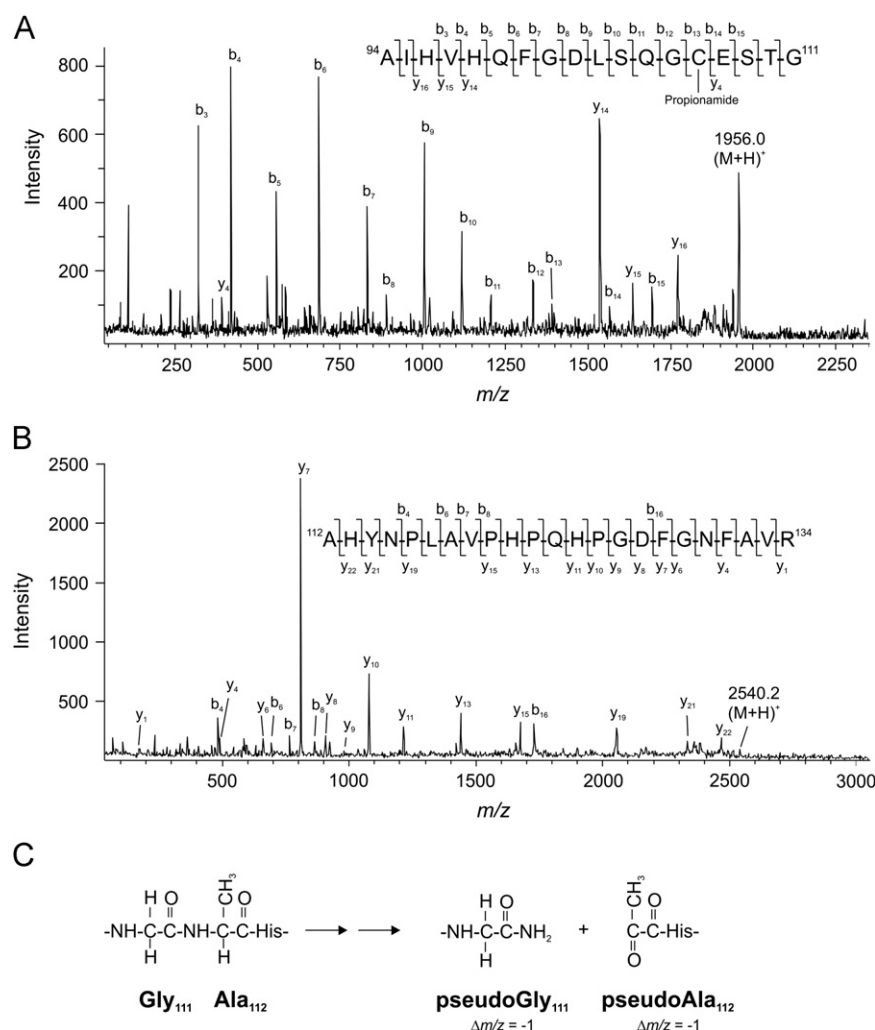 A
b₃ b₄ b₅ b₆ b₇ b₈ b₉ b₁₀ b₁₁ b₁₂ b₁₃ b₁₄ b₁₅
⁹⁴A-I-H-V-H-Q-F-G-D-L-S-Q-G-C-E-S-T-G¹¹¹
y₁₆ y₁₅ y₁₄ y₄
Propionamide
800
600
400
200
Intensity
b₃
b₄
b₅
b₆
b₇
b₈
b₉
b₁₀
b₁₁
b₁₂
b₁₃
y₁₄
b₁₄
y₁₅
b₁₅
y₁₆
y₄
1956.0
(M+H)⁺
250 500 750 1000 1250 1500 1750 2000 2250
m/z
B
2500
2000
1500
1000
500
Intensity
y₇
b₄ b₆ b₇ b₈ b₁₆
¹¹²A-H-Y-N-P-L-A-V-P-H-P-Q-H-P-G-D-F-G-N-F-A-V-R¹³⁴
y₂₂ y₂₁ y₁₉ y₁₅ y₁₃ y₁₁ y₁₀ y₉ y₈ y₇ y₆ y₄ y₁
y₁
b₄
y₄
y₆
b₆
b₇
b₈
y₈
y₉
y₁₀
y₁₁
y₁₃
y₁₅
b₁₆
y₁₉
y₂₁
y₂₂
2540.2
(M+H)⁺
500 1000 1500 2000 2500 3000
m/z
C
CH₃ CH₃
H O O H O O
-NH-C-C-NH-C-C-His- -NH-C-C-NH₂ + C-C-His-
H H H O
Gly₁₁₁ Ala₁₁₂ pseudoGly₁₁₁ pseudoAla₁₁₂
Δm/z = -1 Δm/z = -1